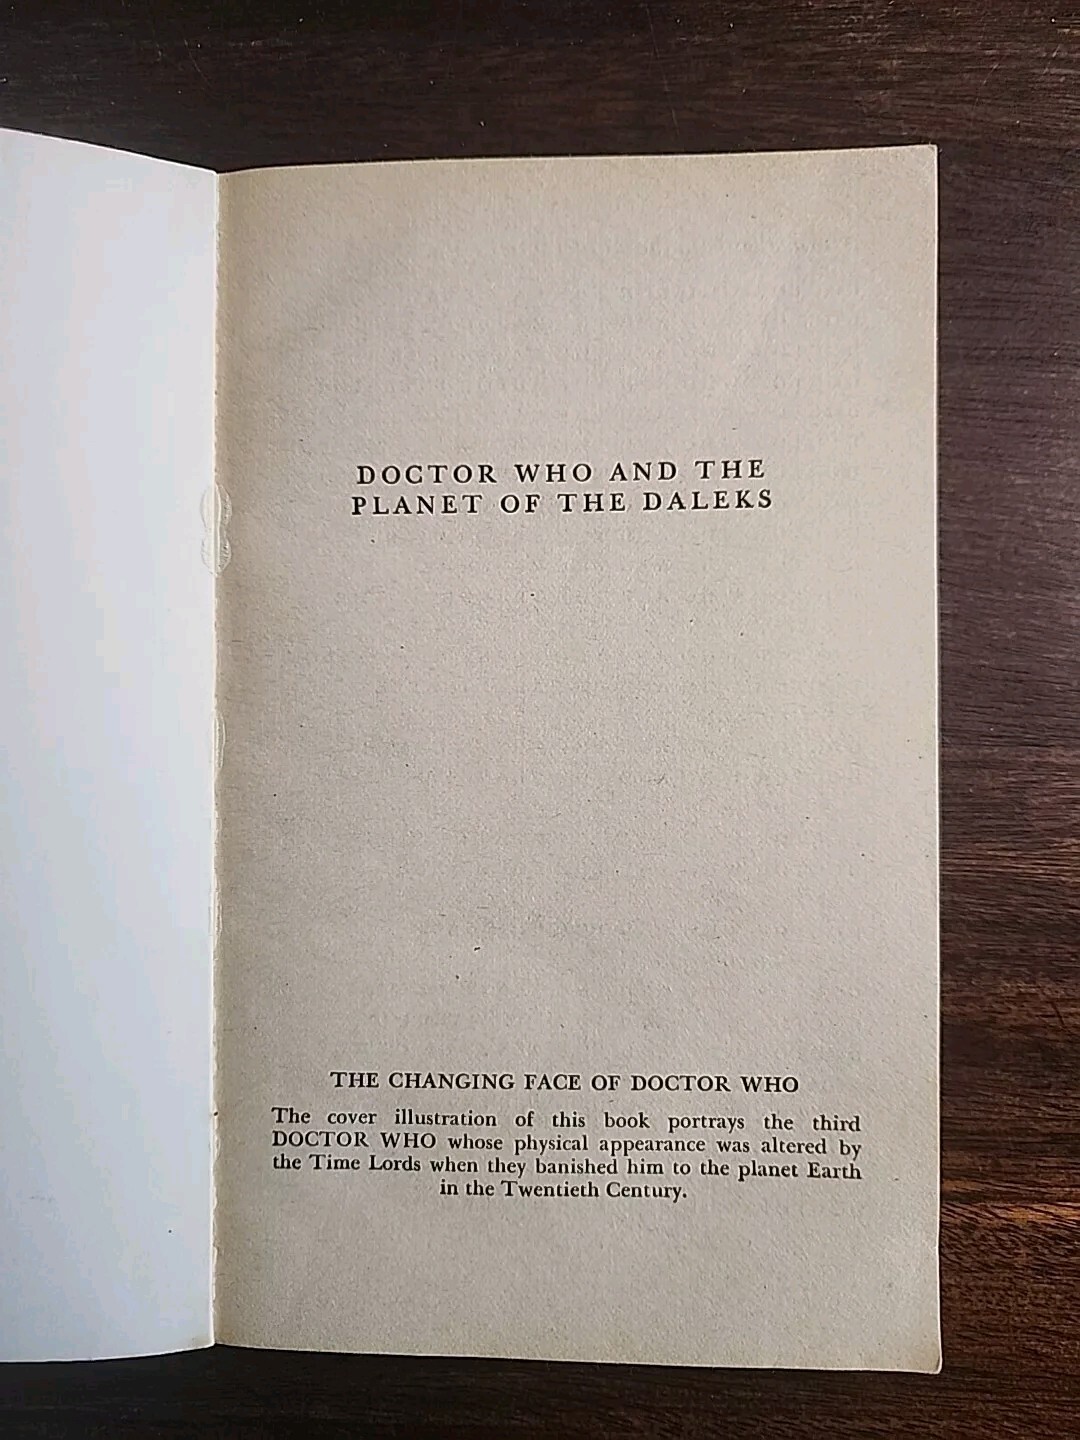 DOCTOR WHO AND THE
PLANET OF THE DALEKS
THE CHANGING FACE OF DOCTOR WHO
The cover illustration of this book portrays the third
DOCTOR WHO whose physical appearance was altered by
the Time Lords when they banished him to the planet Earth
in the Twentieth Century.